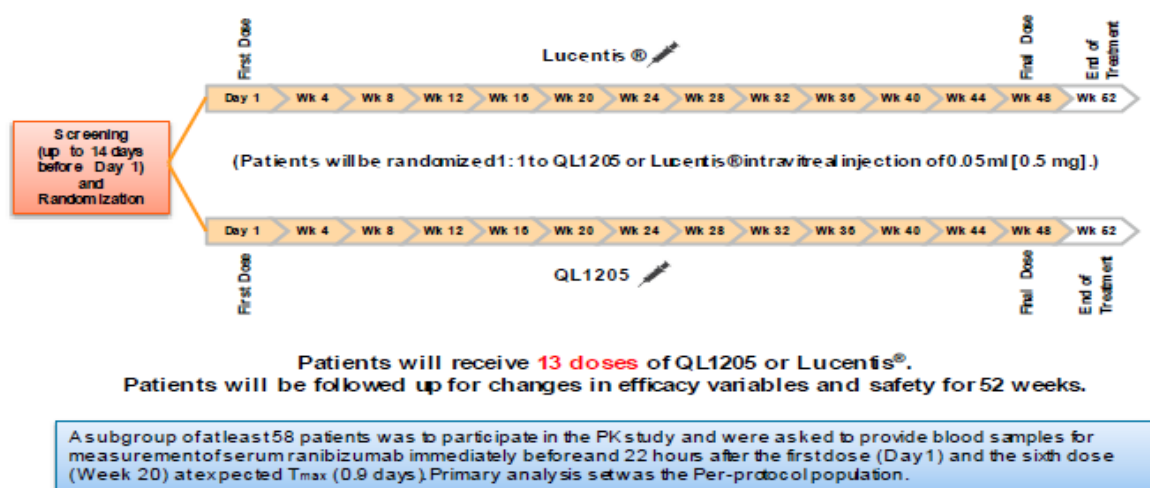 First Dose
Lucentis ®
Final Dose
End of
Treatment
Day 1 Wk 4 Wk 8 Wk 12 Wk 16 Wk 20 Wk 24 Wk 28 Wk 32 Wk 36 Wk 40 Wk 44 Wk 48 Wk 52
Screening
(up to 14 days
before Day 1)
and
Randomization
(Patients will be randomized 1:1 to QL1205 or Lucentis® intravitreal injection of 0.05 ml [0.5 mg].)
Day 1 Wk 4 Wk 8 Wk 12 Wk 16 Wk 20 Wk 24 Wk 28 Wk 32 Wk 36 Wk 40 Wk 44 Wk 48 Wk 52
First Dose
QL1205
Final Dose
End of
Treatment
Patients will receive 13 doses of QL1205 or Lucentis®.
Patients will be followed up for changes in efficacy variables and safety for 52 weeks.
A subgroup of at least 58 patients was to participate in the PK study and were asked to provide blood samples for
measurement of serum ranibizumab immediately before and 22 hours after the first dose (Day 1) and the sixth dose
(Week 20) at expected Tmax (0.9 days). Primary analysis set was the Per-protocol population.